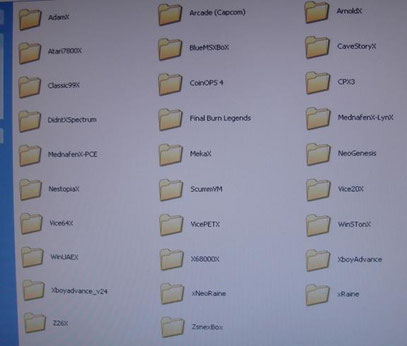 AdamX
Arcade (Capcom)
ArnoldX
Atari7800X
BlueMSXBoX
CaveStoryX
Classic99X
CoinOPS 4
CPX3
DidntXSpectrum
Final Burn Legends
MednafenX-LynX
MednafenX-PCE
MekaX
NeoGenesis
NestopiaX
ScummVM
Vice20X
Vice64X
VicePETX
WinSTonX
WinUAEX
X68000X
XboyAdvance
Xboyadvance_v24
xNeoRaine
xRaine
Z26X
ZsnexBox